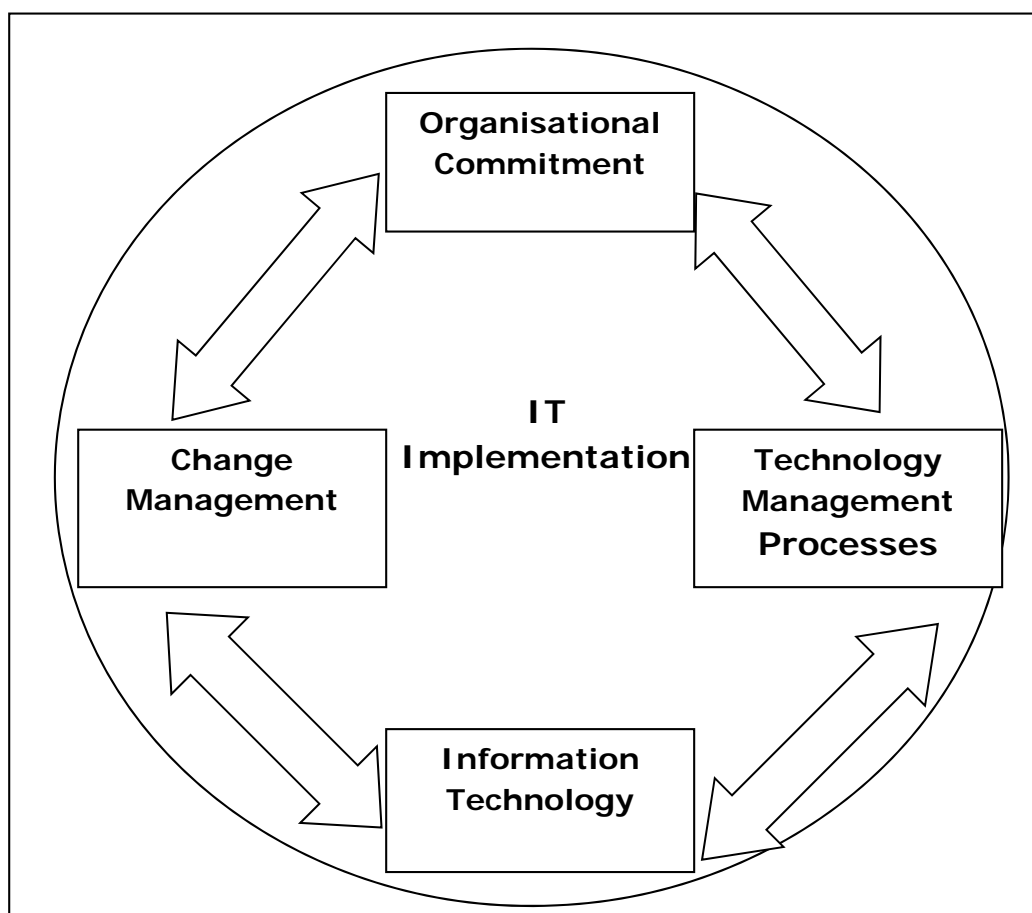 Organisational
Commitment
IT
Implementation
Change
Management
Technology
Management
Processes
Information
Technology